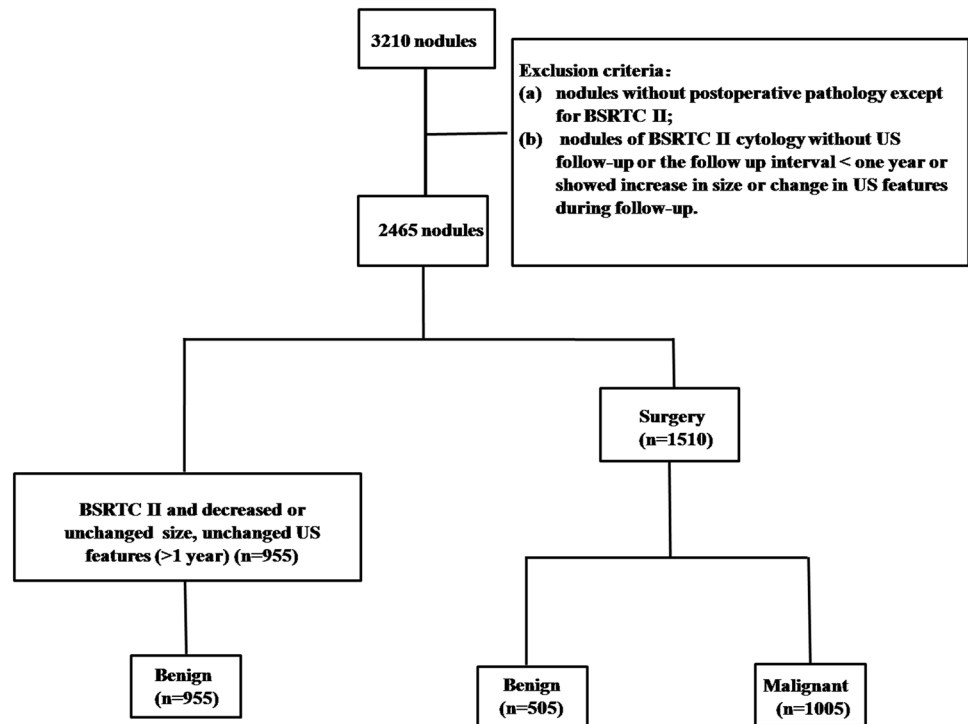 3210 nodules
Exclusion criteria:
(a) nodules without postoperative pathology except
for BSRTC II;
(b) nodules of BSRTC II cytology without US
follow-up or the follow up interval < one year or
showed increase in size or change in US features
during follow-up.
2465 nodules
Surgery
(n=1510)
BSRTC II and decreased or
unchanged size, unchanged US
features (>1 year) (n=955)
Benign
(n=955)
Benign
(n=505)
Malignant
(n=1005)